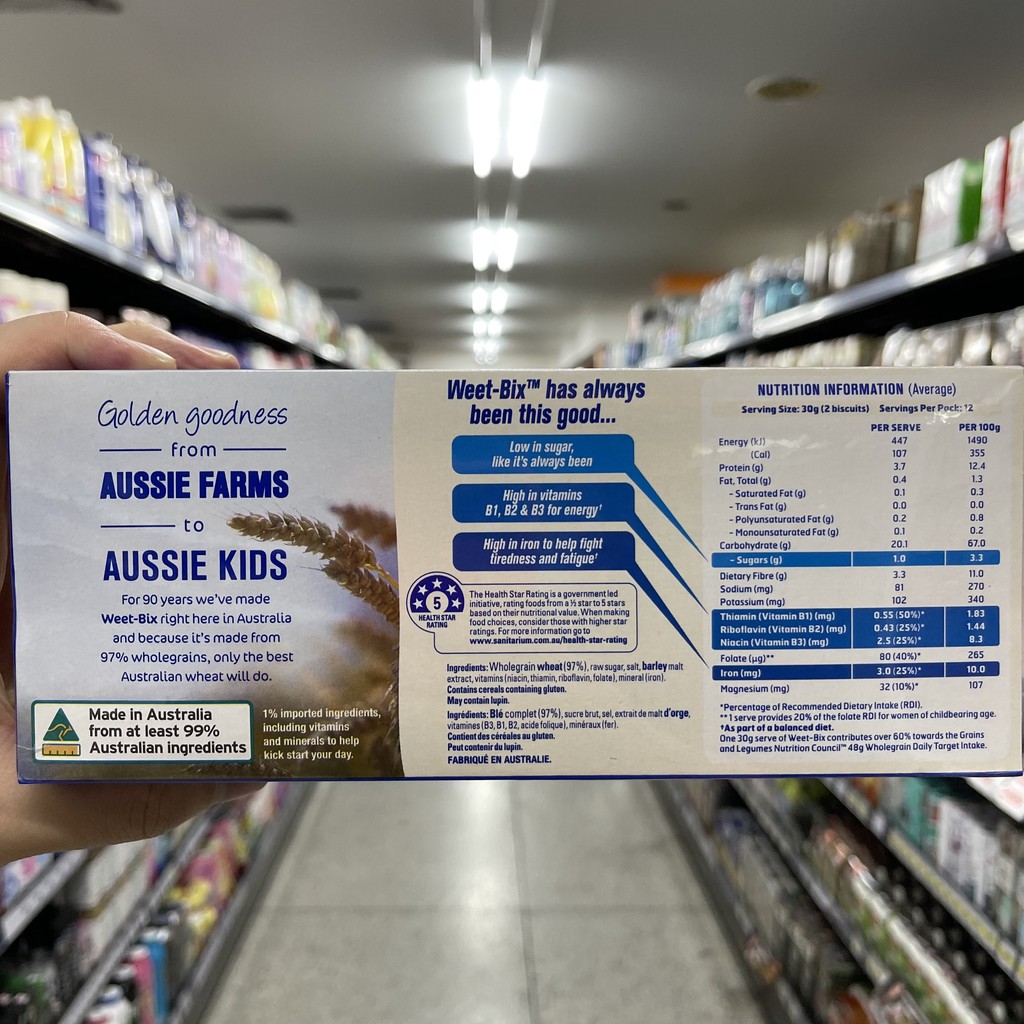 Golden goodness
from
AUSSIE FARMS
to
AUSSIE KIDS
For 90 years we've made
Weet-Bix right here in Australia
and because it's made from
97% wholegrains, only the best
Australian wheat will do.
Made in Australia
from at least 99%
Australian ingredients
1% imported ingredients,
including vitamins
and minerals to help
kick start your day.
Weet-Bix™ has always
been this good...
Low in sugar,
like it's always been
High in vitamins
B1, B2 & B3 for energy†
High in iron to help fight
tiredness and fatigue†
5
HEALTH STAR
RATING
The Health Star Rating is a government led
initiative, rating foods from a ½ star to 5 stars
based on their nutritional value. When making
food choices, consider those with higher star
ratings. For more information go to
www.sanitarium.com.au/health-star-rating
Ingredients: Wholegrain wheat (97%), raw sugar, salt, barley malt
extract, vitamins (niacin, thiamin, riboflavin, folate), mineral (iron).
Contains cereals containing gluten.
May contain lupin.
Ingrédients: Blé complet (97%), sucre brut, sel, extrait de malt d'orge,
vitamines (B3, B1, B2, acide folique), minéraux (fer).
Contient des céréales au gluten.
Peut contenir du lupin.
FABRIQUÉ EN AUSTRALIE.
NUTRITION INFORMATION (Average)
Serving Size: 30g (2 biscuits) Servings Per Pack: 12
PER SERVE PER 100g
Energy (kJ) 447 1490
(Cal) 107 355
Protein (g) 3.7 12.4
Fat, Total (g) 0.4 1.3
- Saturated Fat (g) 0.1 0.3
- Trans Fat (g) 0.0 0.0
- Polyunsaturated Fat (g) 0.2 0.8
- Monounsaturated Fat (g) 0.1 0.2
Carbohydrate (g) 20.1 67.0
- Sugars (g) 1.0 3.3
Dietary Fibre (g) 3.3 11.0
Sodium (mg) 81 270
Potassium (mg) 102 340
Thiamin (Vitamin B1) (mg) 0.55 (50%)* 1.83
Riboflavin (Vitamin B2) (mg) 0.43 (25%)* 1.44
Niacin (Vitamin B3) (mg) 2.5 (25%)* 8.3
Folate (µg)** 80 (40%)* 265
Iron (mg) 3.0 (25%)* 10.0
Magnesium (mg) 32 (10%)* 107
*Percentage of Recommended Dietary Intake (RDI).
**1 serve provides 20% of the folate RDI for women of childbearing age.
†As part of a balanced diet.
One 30g serve of Weet-Bix contributes over 60% towards the Grains
and Legumes Nutrition Council™ 48g Wholegrain Daily Target Intake.